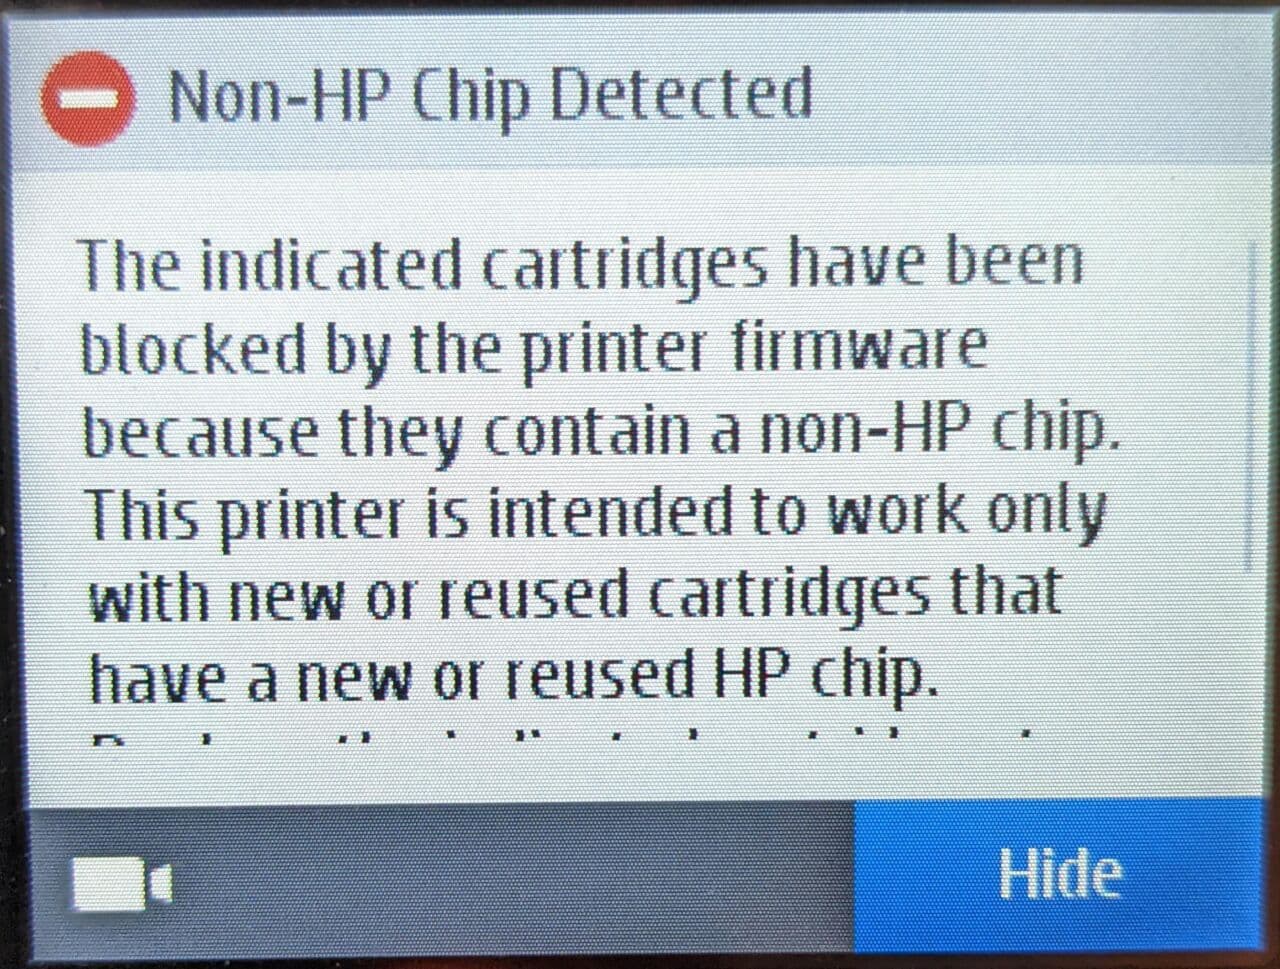 Non-HP Chip Detected
The indicated cartridges have been
blocked by the printer firmware
because they contain a non-HP chip.
This printer is intended to work only
with new or reused cartridges that
have a new or reused HP chip.
Hide